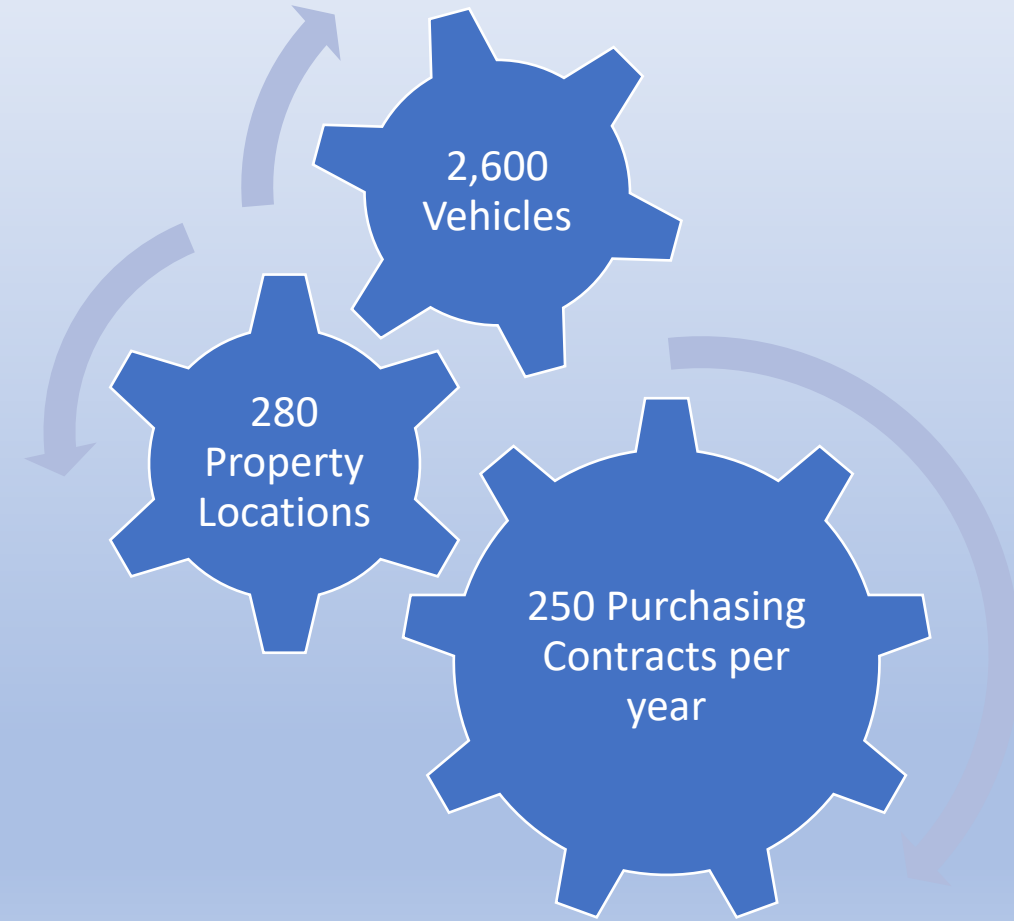 2,600
Vehicles
280
Property
Locations
250 Purchasing
Contracts per
year